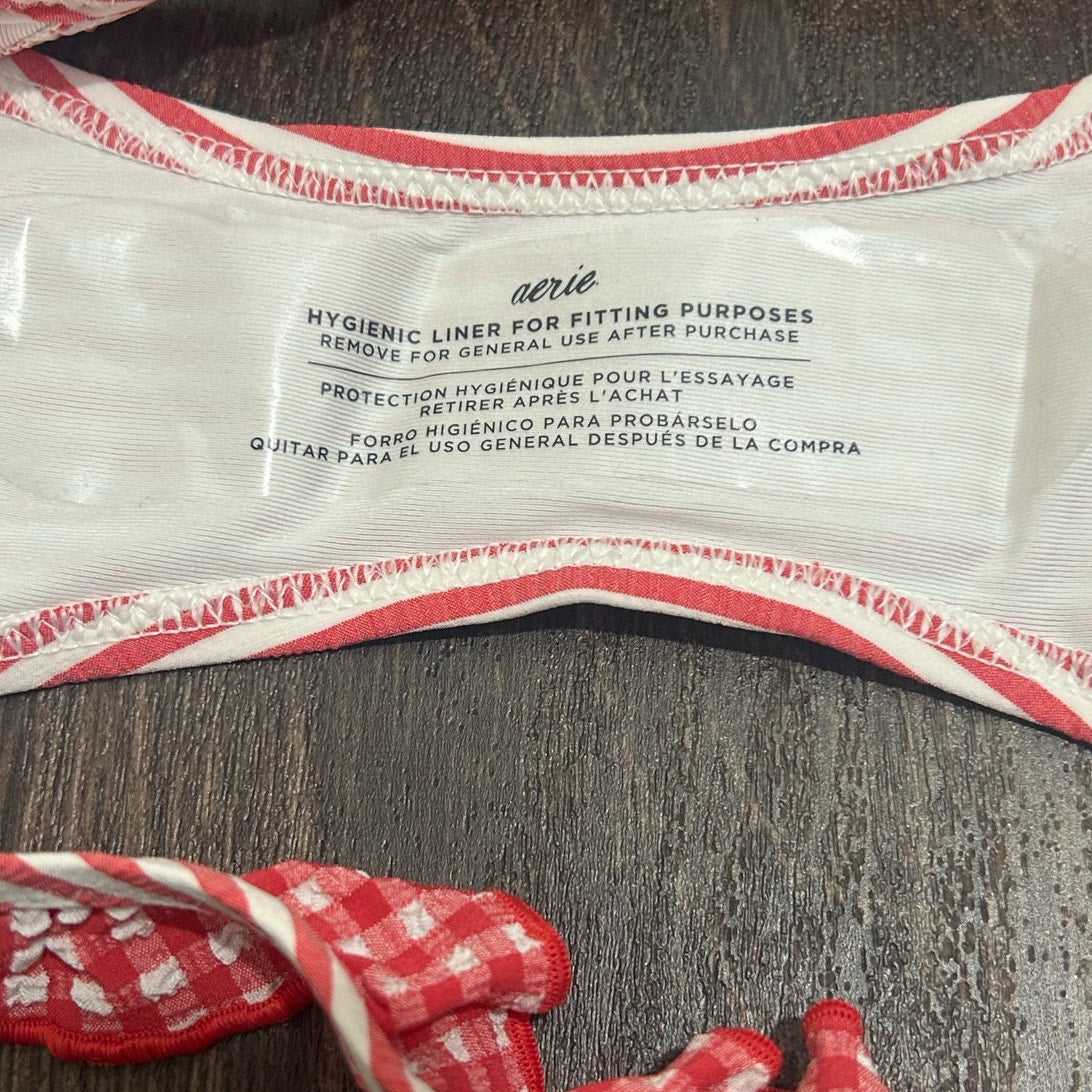 aerie
HYGIENIC LINER FOR FITTING PURPOSES
REMOVE FOR GENERAL USE AFTER PURCHASE
PROTECTION HYGIÉNIQUE POUR L'ESSAYAGE
RETIRER APRÈS L'ACHAT
FORRO HIGIÉNICO PARA PROBÁRSELO
QUITAR PARA EL USO GENERAL DESPUÉS DE LA COMPRA